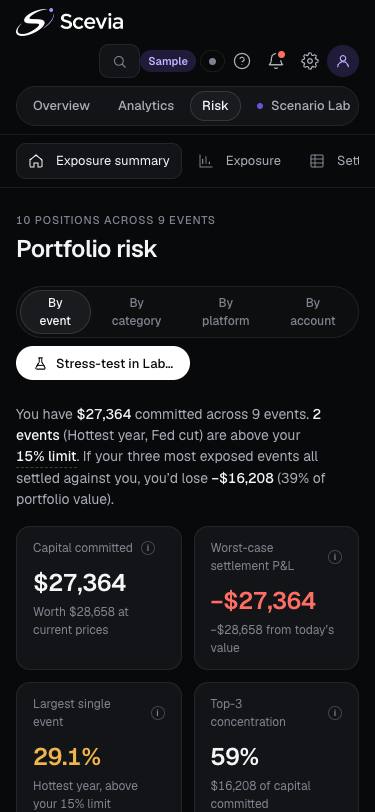 Scevia
Sample
Overview Analytics Risk Scenario Lab
Exposure summary Exposure
10 POSITIONS ACROSS 9 EVENTS
Portfolio risk
By event
By category
By platform
By account
Stress-test in Lab...
You have $27,364 committed across 9 events. 2
events (Hottest year, Fed cut) are above your
15% limit. If your three most exposed events all
settled against you, you'd lose −$16,208 (39% of
portfolio value).
Capital committed
$27,364
Worth $28,658 at
current prices
Worst-case
settlement P&L
−$27,364
−$28,658 from today's
value
Largest single
event
29.1%
Hottest year, above
your 15% limit
Top-3
concentration
59%
$16,208 of capital
committed